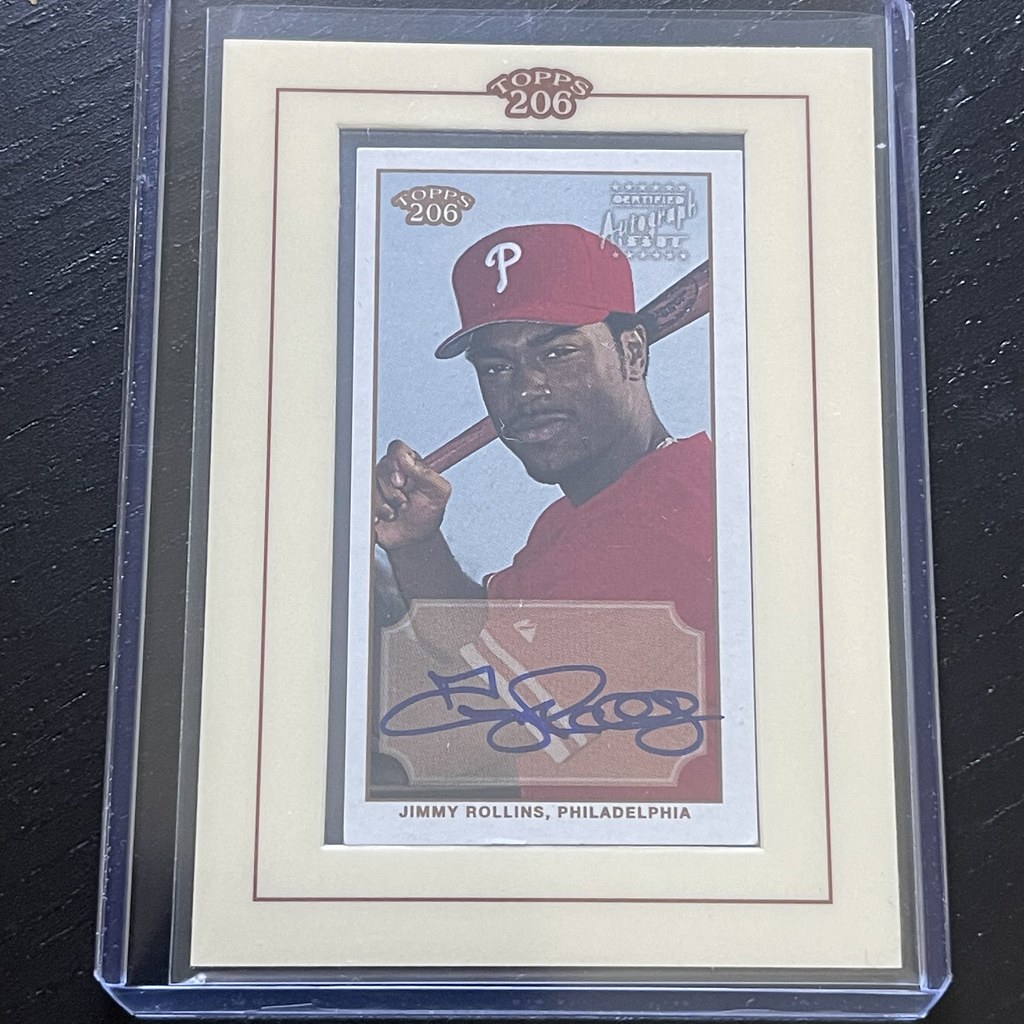 TOPPS
206
TOPPS
206
CERTIFIED
Autograph
ISSUE
P
JIMMY ROLLINS, PHILADELPHIA